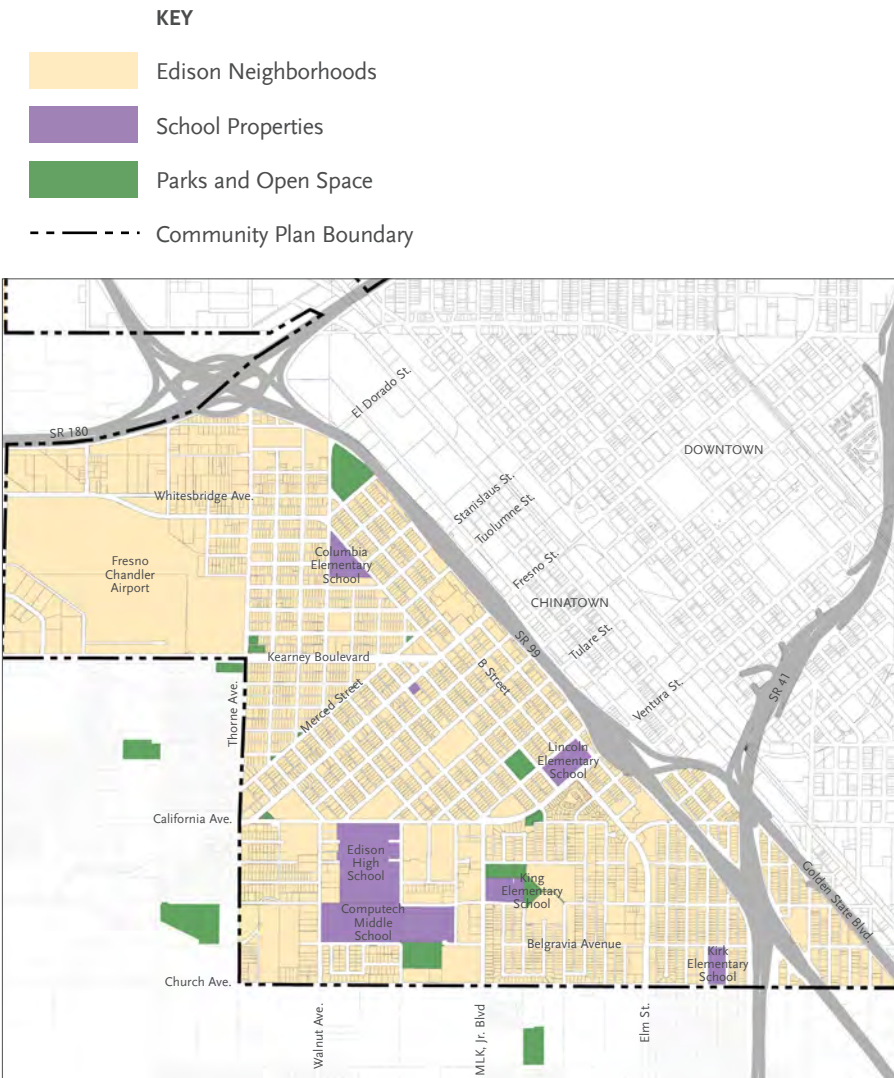 KEY
Edison Neighborhoods
School Properties
Parks and Open Space
Community Plan Boundary
El Dorado St.
SR 180
DOWNTOWN
Whitesbridge Ave.
Stanislaus St.
Tuolumne St.
Columbia
Elementary
School
Fresno
Chandler
Airport
Fresno St.
CHINATOWN
SR 99
Tulare St.
Kearney Boulevard
B Street
SR 41
Merced Street
Ventura St.
Thorne Ave.
Lincoln
Elementary
School
California Ave.
Edison
High
School
King
Elementary
School
Golden State Blvd.
Computech
Middle
School
Belgravia Avenue
Kirk
Elementary
School
Church Ave.
Walnut Ave.
MLK, Jr. Blvd
Elm St.